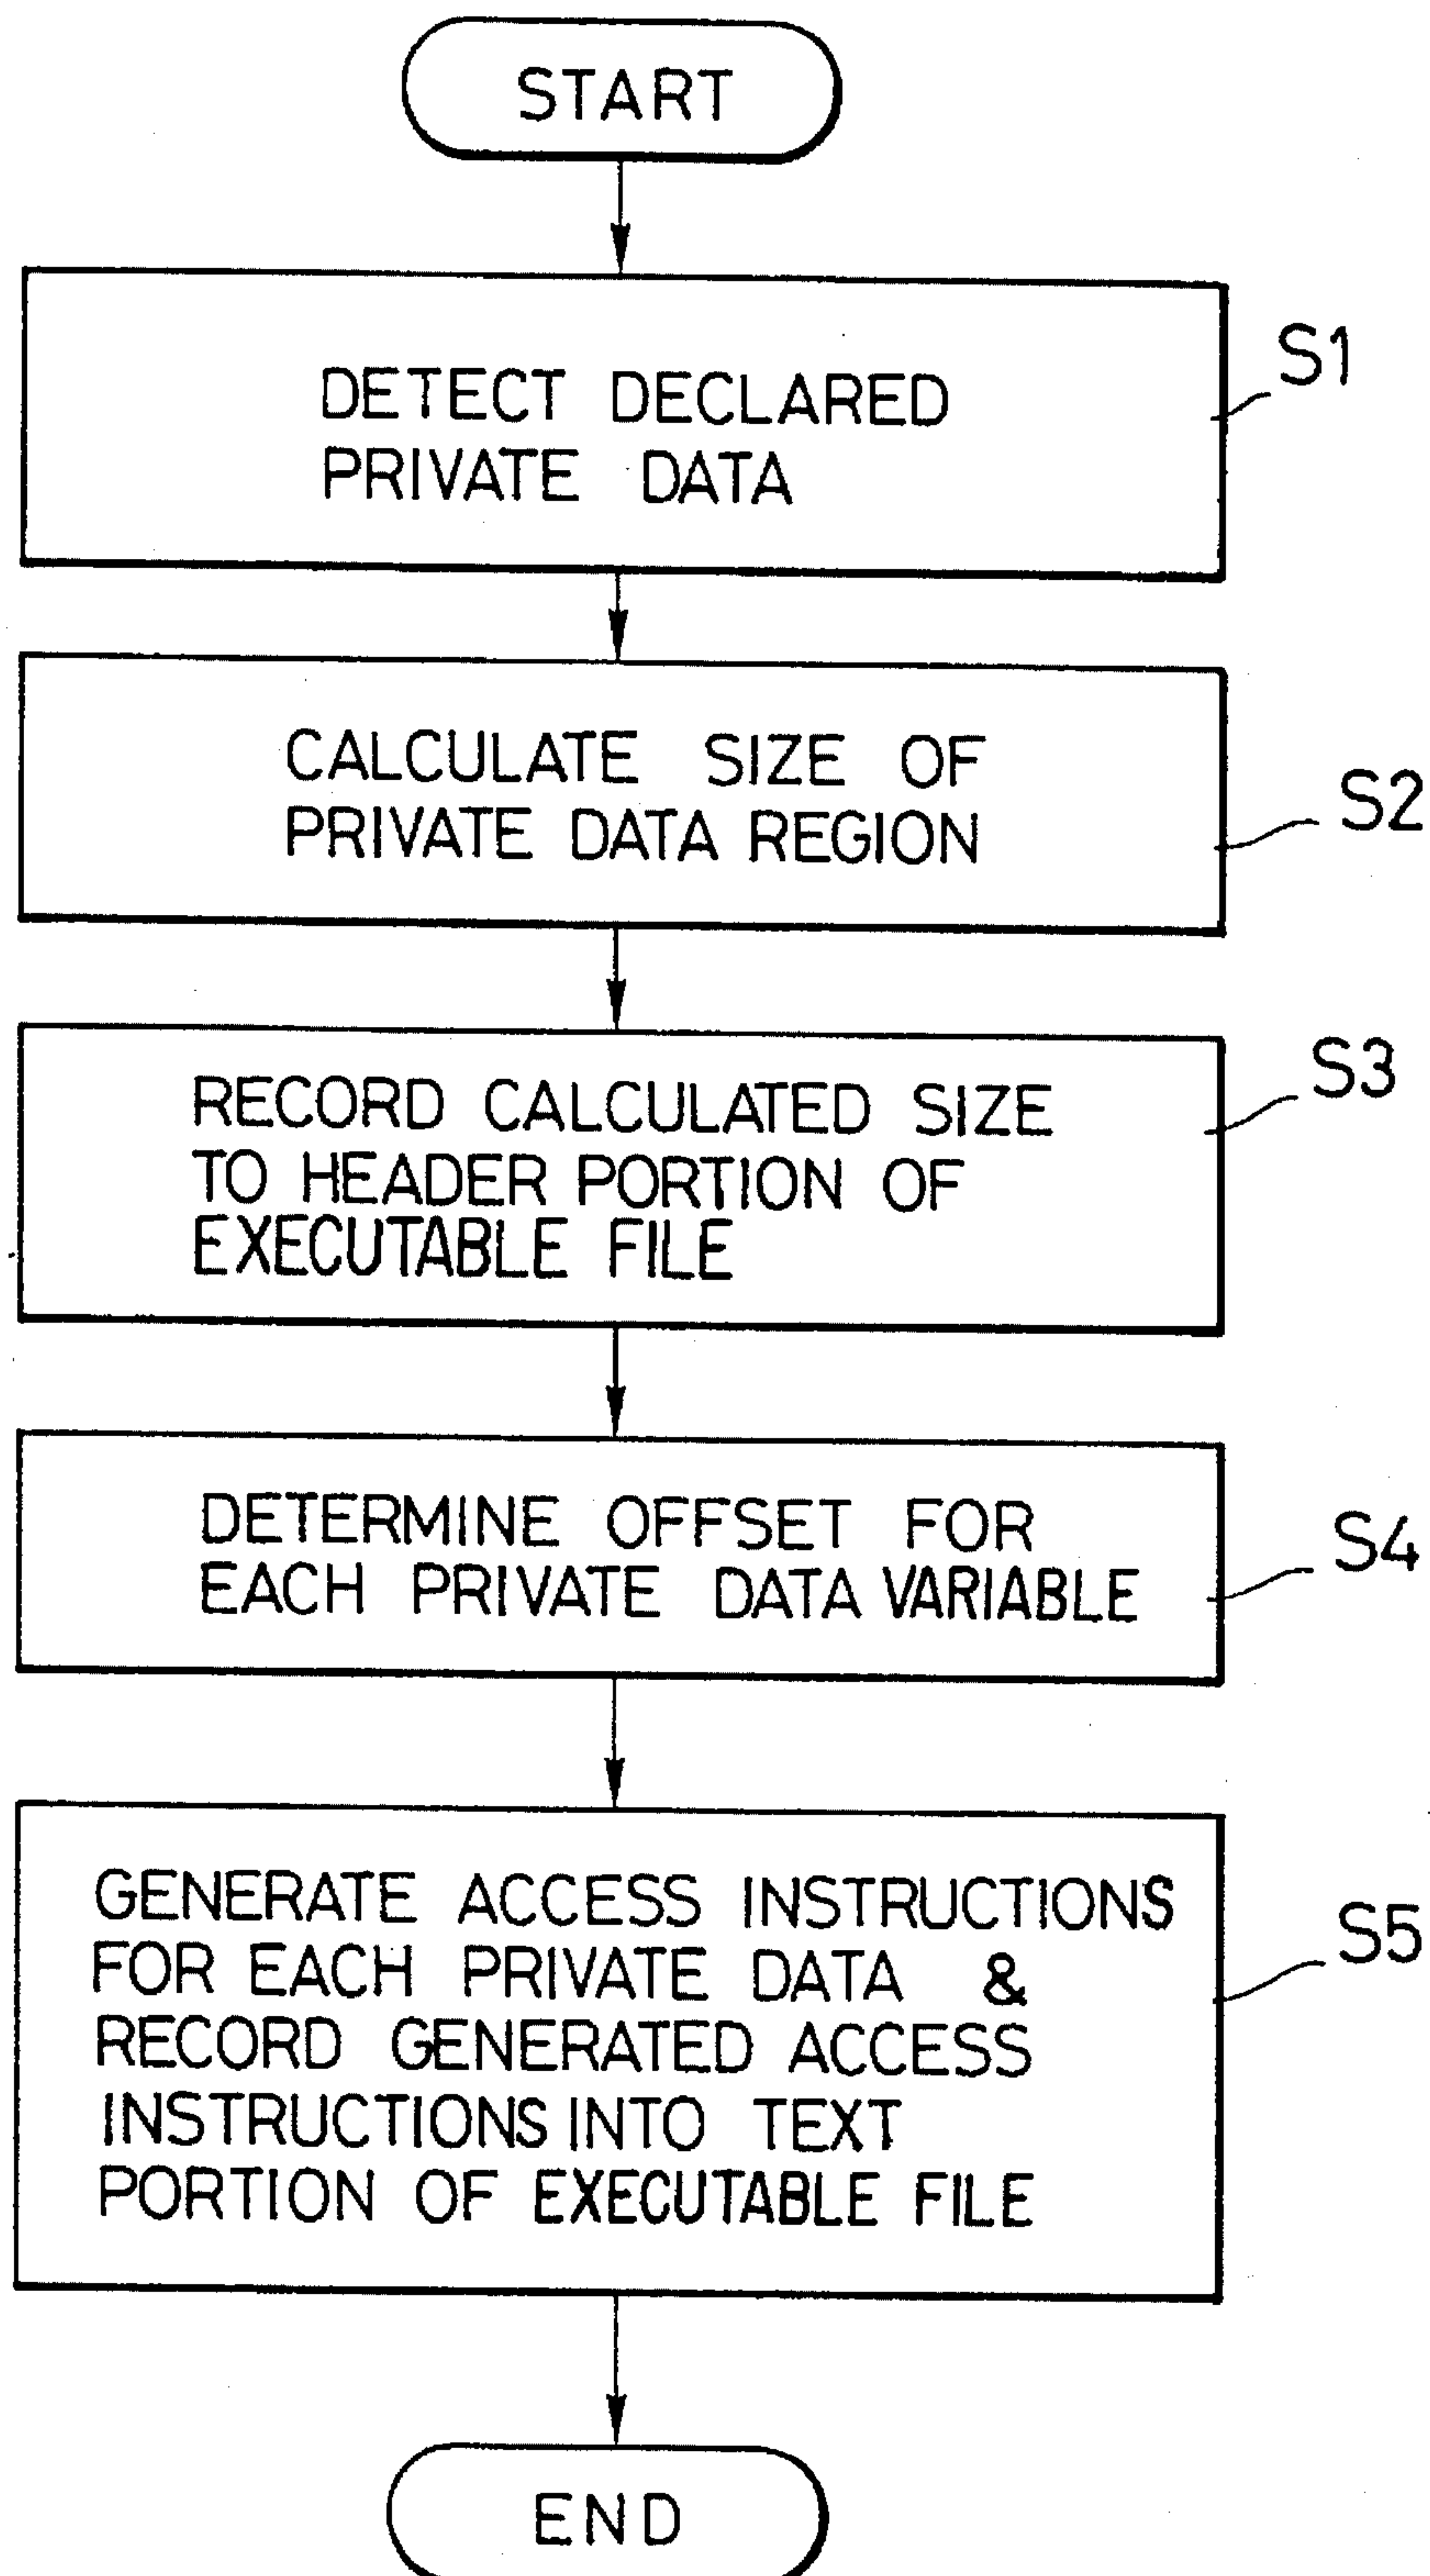 START
DETECT DECLARED
PRIVATE DATA
S1
CALCULATE SIZE OF
PRIVATE DATA REGION
S2
RECORD CALCULATED SIZE
TO HEADER PORTION OF
EXECUTABLE FILE
S3
DETERMINE OFFSET FOR
EACH PRIVATE DATA VARIABLE
S4
GENERATE ACCESS INSTRUCTIONS
FOR EACH PRIVATE DATA &
RECORD GENERATED ACCESS
INSTRUCTIONS INTO TEXT
PORTION OF EXECUTABLE FILE
S5
END